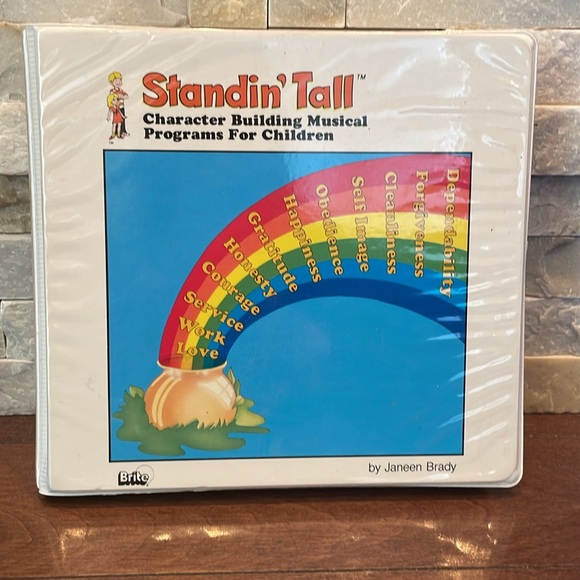 Standin' Tall™
Character Building Musical
Programs For Children
™
Dependability
Forgiveness
Cleanliness
Self Image
Obedience
Happiness
Gratitude
Honesty
Courage
Service
Work
Love
by Janeen Brady
Brite